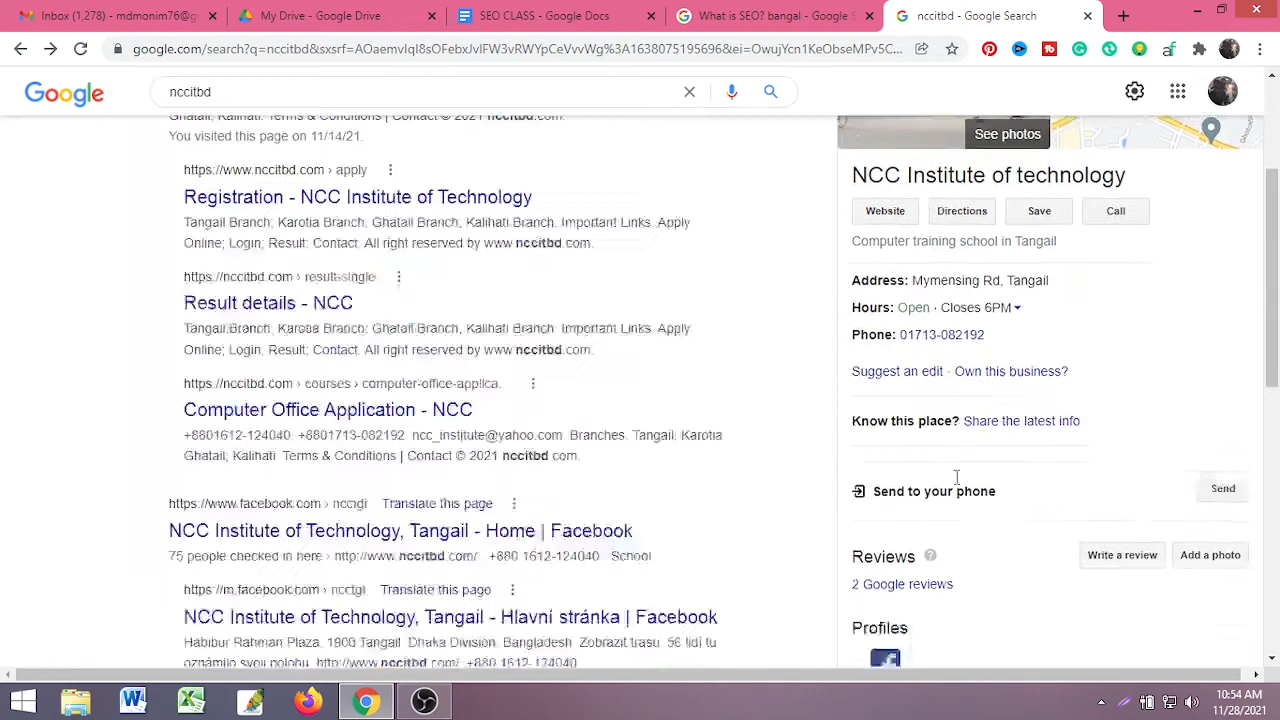 Inbox (1,278) - mdmonim76@g
My Drive - Google Drive
SEO CLASS - Google Docs
What is SEO? bangal - Google S
nccitbd - Google Search
google.com/search?q=nccitbd&sxsrf=AOaemvIqI8sOFebxJvIFW3vRWYpCeVvvWg%3A1638075195696&ei=OwujYcn1KeObseMPv5C...
Google
nccitbd
Ghatail, Kalihati. Terms & Conditions | Contact © 2021 nccitbd.com.
You visited this page on 11/14/21.
https://www.nccitbd.com › apply
Registration - NCC Institute of Technology
Tangail Branch, Karotia Branch, Ghatail Branch, Kalihati Branch. Important Links. Apply
Online; Login, Result; Contact. All right reserved by www.nccitbd.com.
https://nccitbd.com › result-single
Result details - NCC
Tangail Branch, Karotia Branch, Ghatail Branch, Kalihati Branch. Important Links. Apply
Online; Login, Result; Contact. All right reserved by www.nccitbd.com.
https://nccitbd.com › courses › computer-office-applica...
Computer Office Application - NCC
+8801612-124040 +8801713-082192 ncc_institute@yahoo.com Branches. Tangail; Karotia
Ghatail; Kalihati Terms & Conditions | Contact © 2021 nccitbd com.
https://www.facebook.com › nccngi Translate this page
NCC Institute of Technology, Tangail - Home | Facebook
75 people checked in here › http://www.nccitbd.com/ +880 1612-124040 School
https://m.facebook.com › nccngi Translate this page
NCC Institute of Technology, Tangail - Hlavní stránka | Facebook
Habibur Rahman Plaza, 1900 Tangail Dhaka Division, Bangladesh Zobrazit trasu 56 lidí tu
oznámilo svoji polohu http://www.nccitbd.com/ +880 1612-124040
See photos
NCC Institute of technology
Website
Directions
Save
Call
Computer training school in Tangail
Address: Mymensing Rd, Tangail
Hours: Open · Closes 6PM
Phone: 01713-082192
Suggest an edit · Own this business?
Know this place? Share the latest info
Send to your phone
Send
Reviews
Write a review
Add a photo
2 Google reviews
Profiles
10:54 AM
11/28/2021